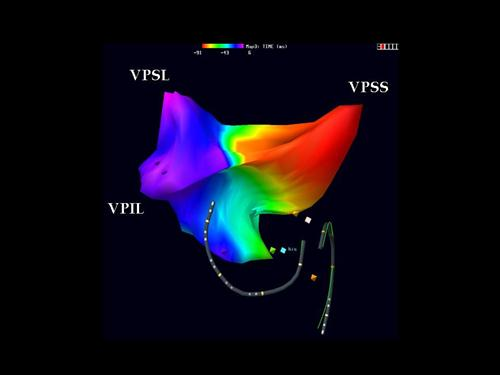 Map3: TIME (ms)
-91 -43 6
VPSL
VPSS
VPIL
his